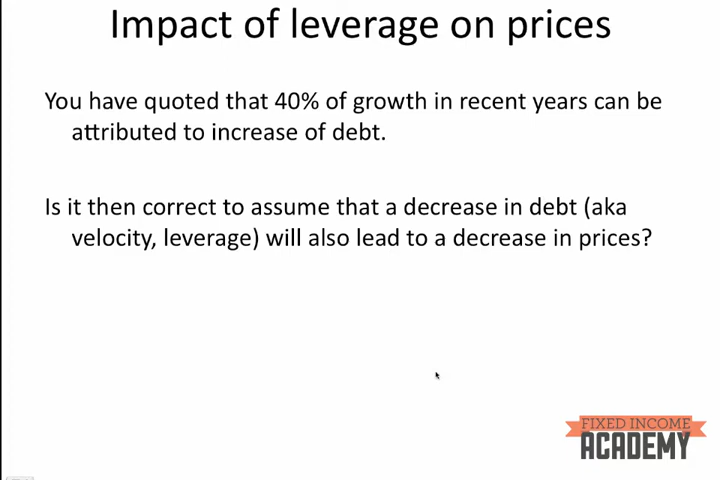 Impact of leverage on prices
You have quoted that 40% of growth in recent years can be
attributed to increase of debt.
Is it then correct to assume that a decrease in debt (aka
velocity, leverage) will also lead to a decrease in prices?
FIXED INCOME
ACADEMY